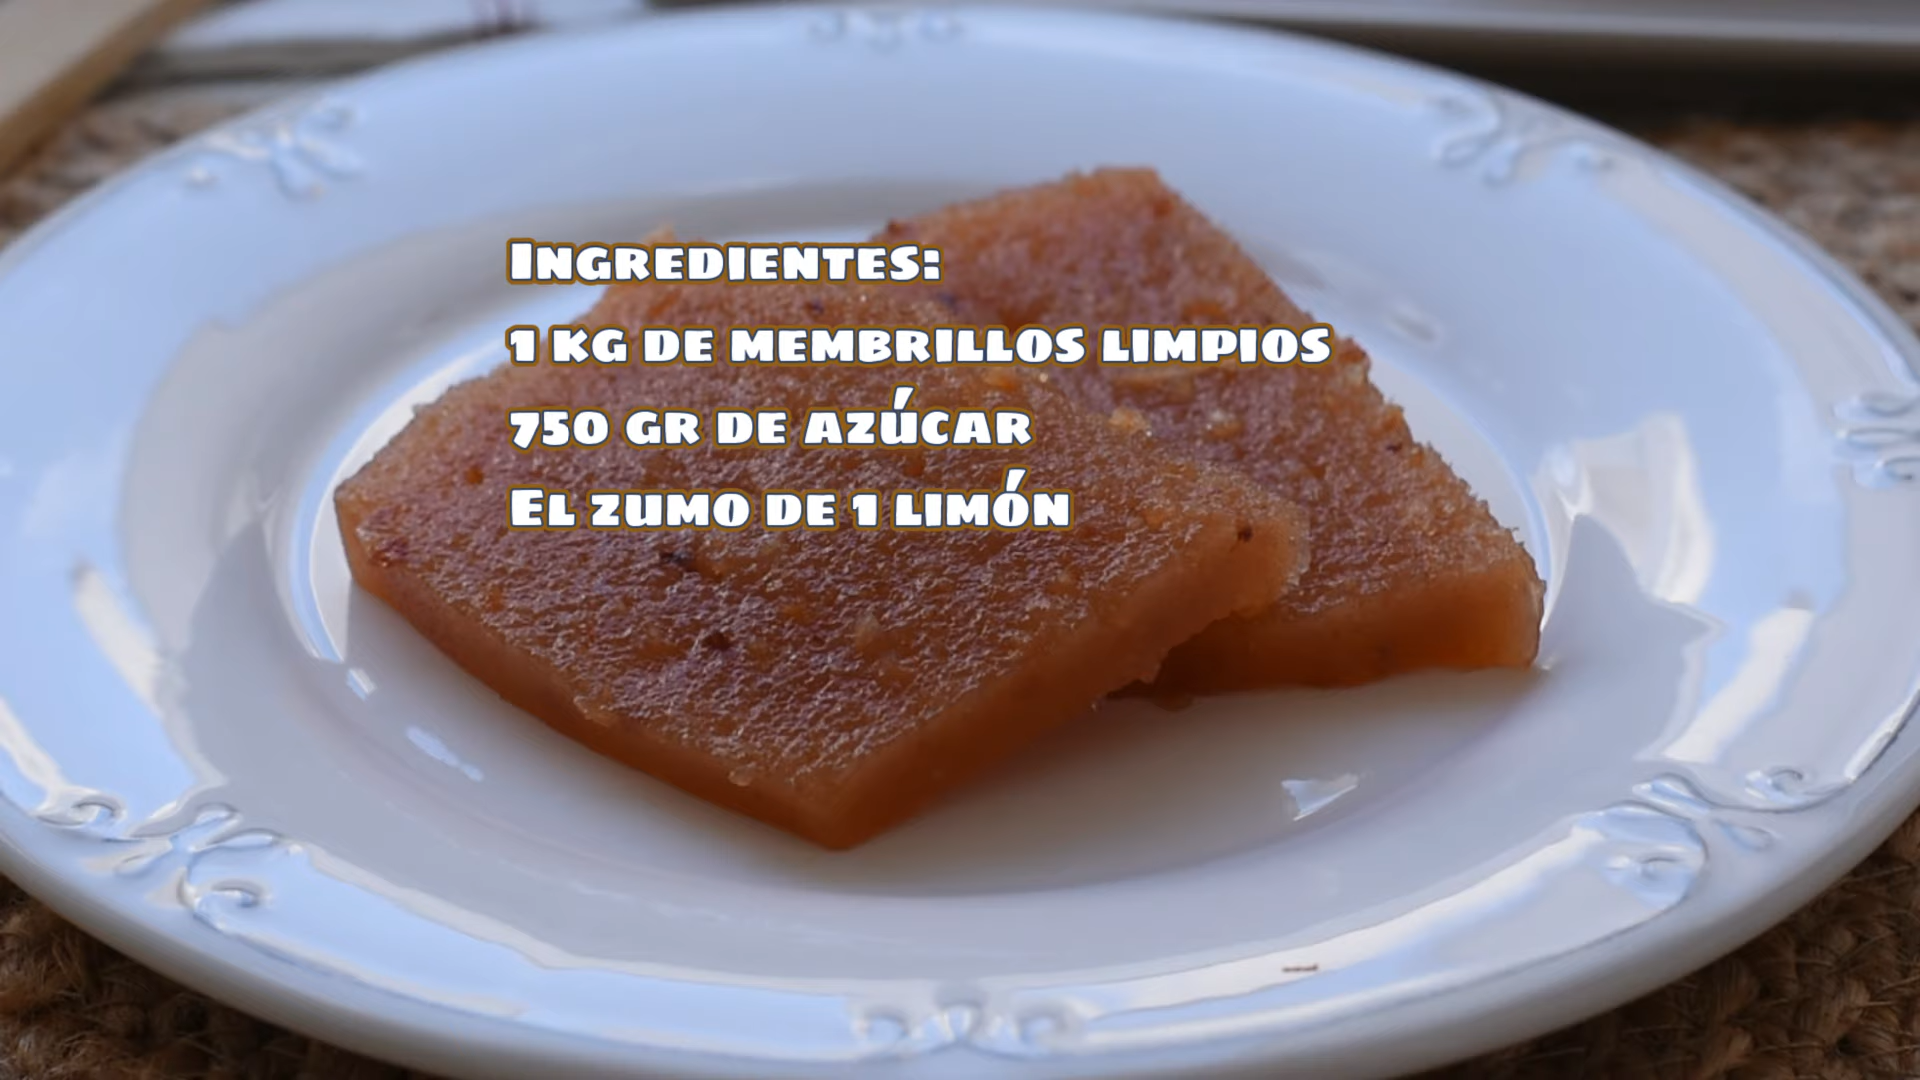 Ingredientes:
1 kg de membrillos limpios
750 gr de azúcar
El zumo de 1 limón